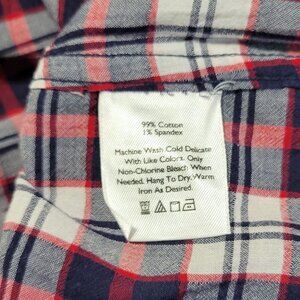 99% Cotton
1% Spandex
Machine Wash Cold Delicate
With Like Colors. Only
Non-Chlorine Bleach When
Needed. Hang To Dry. Warm
Iron As Desired.